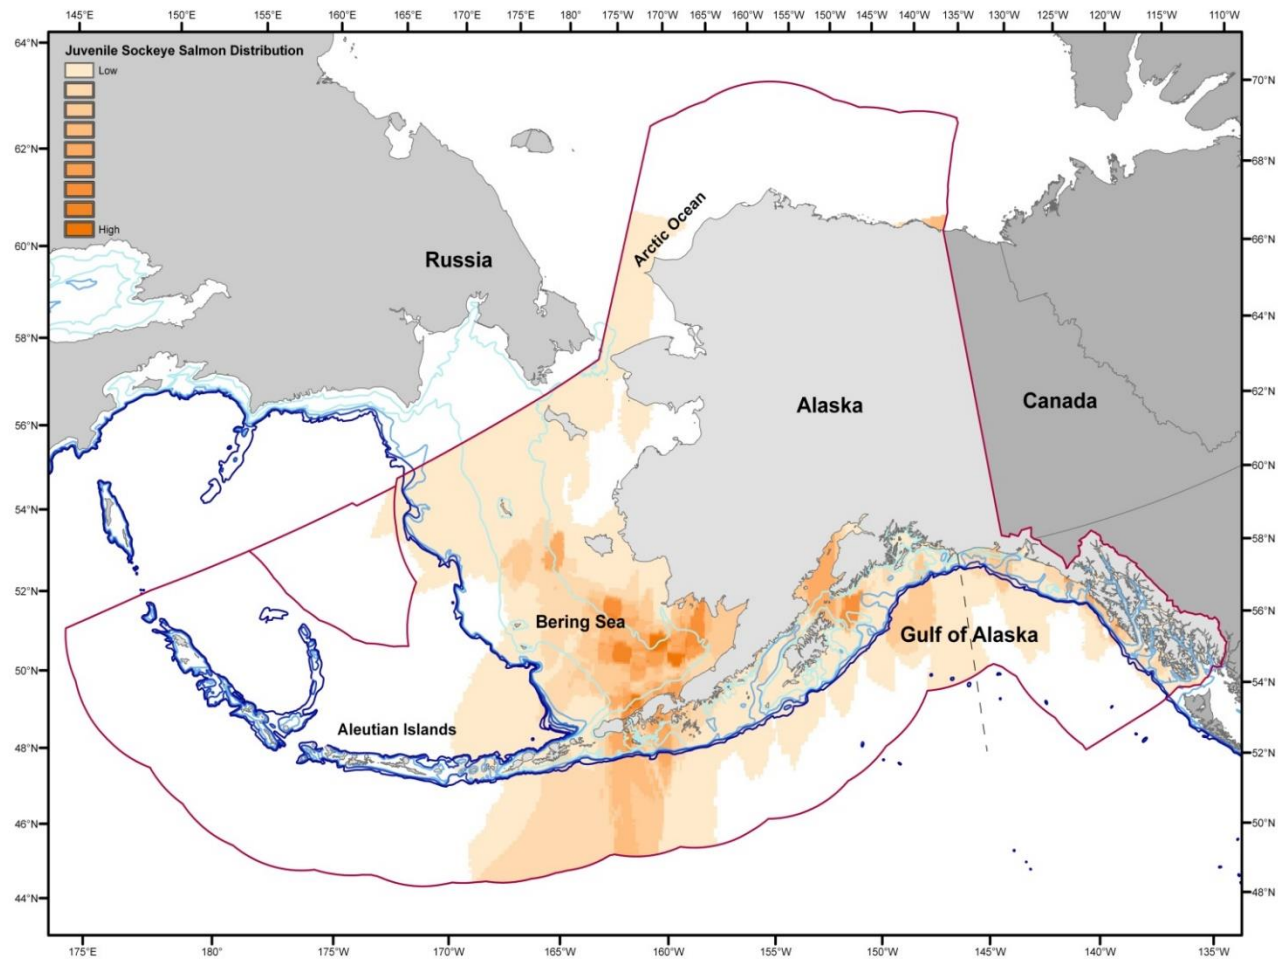 145°E 150°E 155°E 160°E 165°E 170°E 175°E 180° 175°W 170°W 165°W 160°W 155°W 150°W 145°W 140°W 135°W 130°W 125°W 120°W 115°W 110°W
64°N
Juvenile Sockeye Salmon Distribution
Low
70°N
62°N
68°N
High
Arctic Ocean
60°N
66°N
Russia
64°N
58°N
62°N
Alaska
Canada
56°N
60°N
54°N
58°N
52°N
56°N
Bering Sea
Gulf of Alaska
50°N
54°N
Aleutian Islands
48°N
52°N
46°N
50°N
48°N
44°N
175°E 180° 175°W 170°W 165°W 160°W 155°W 150°W 145°W 140°W 135°W